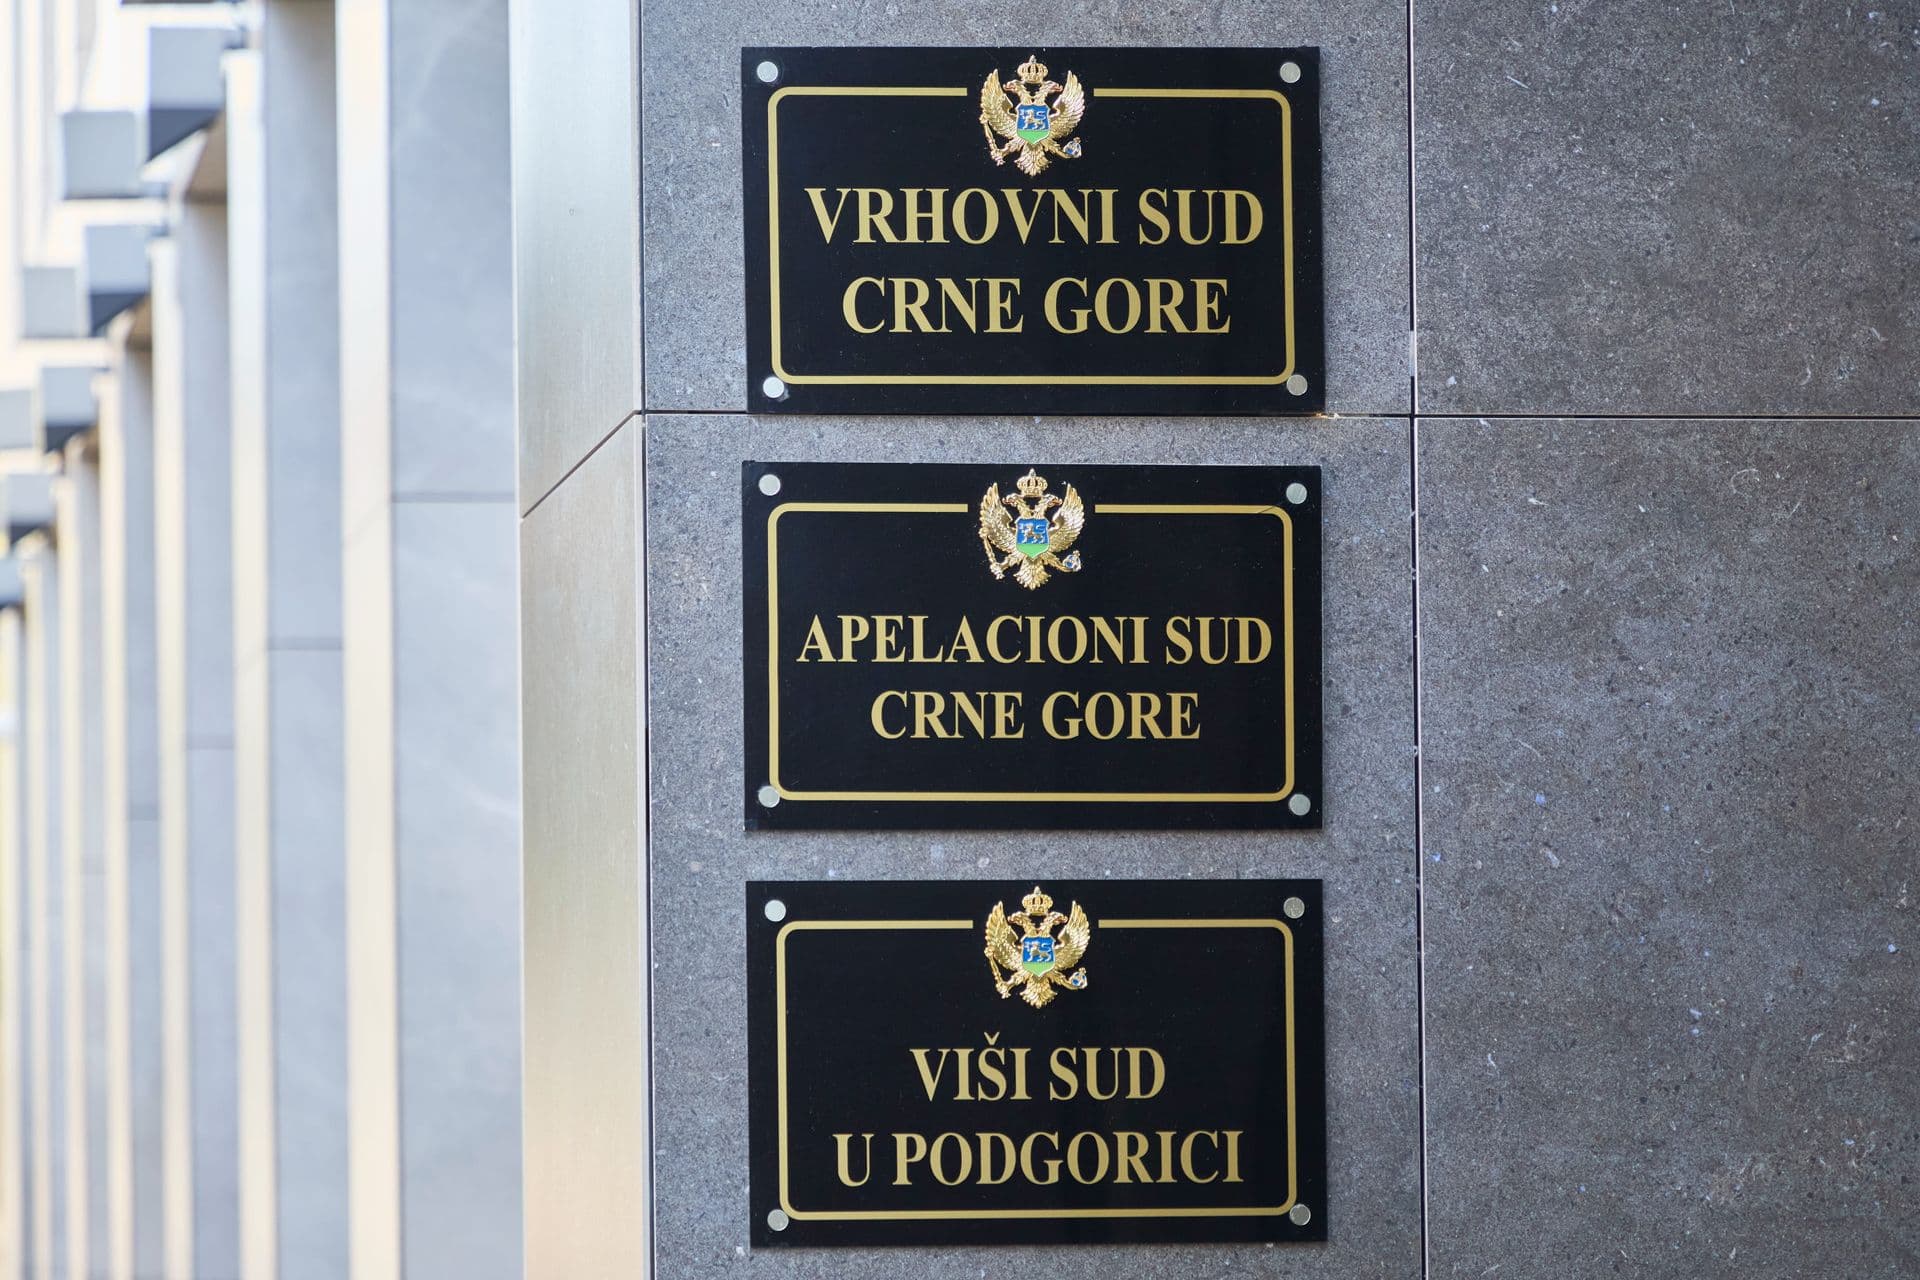 VRHOVNI SUD
CRNE GORE
APELACIONI SUD
CRNE GORE
VIŠI SUD
U PODGORICI